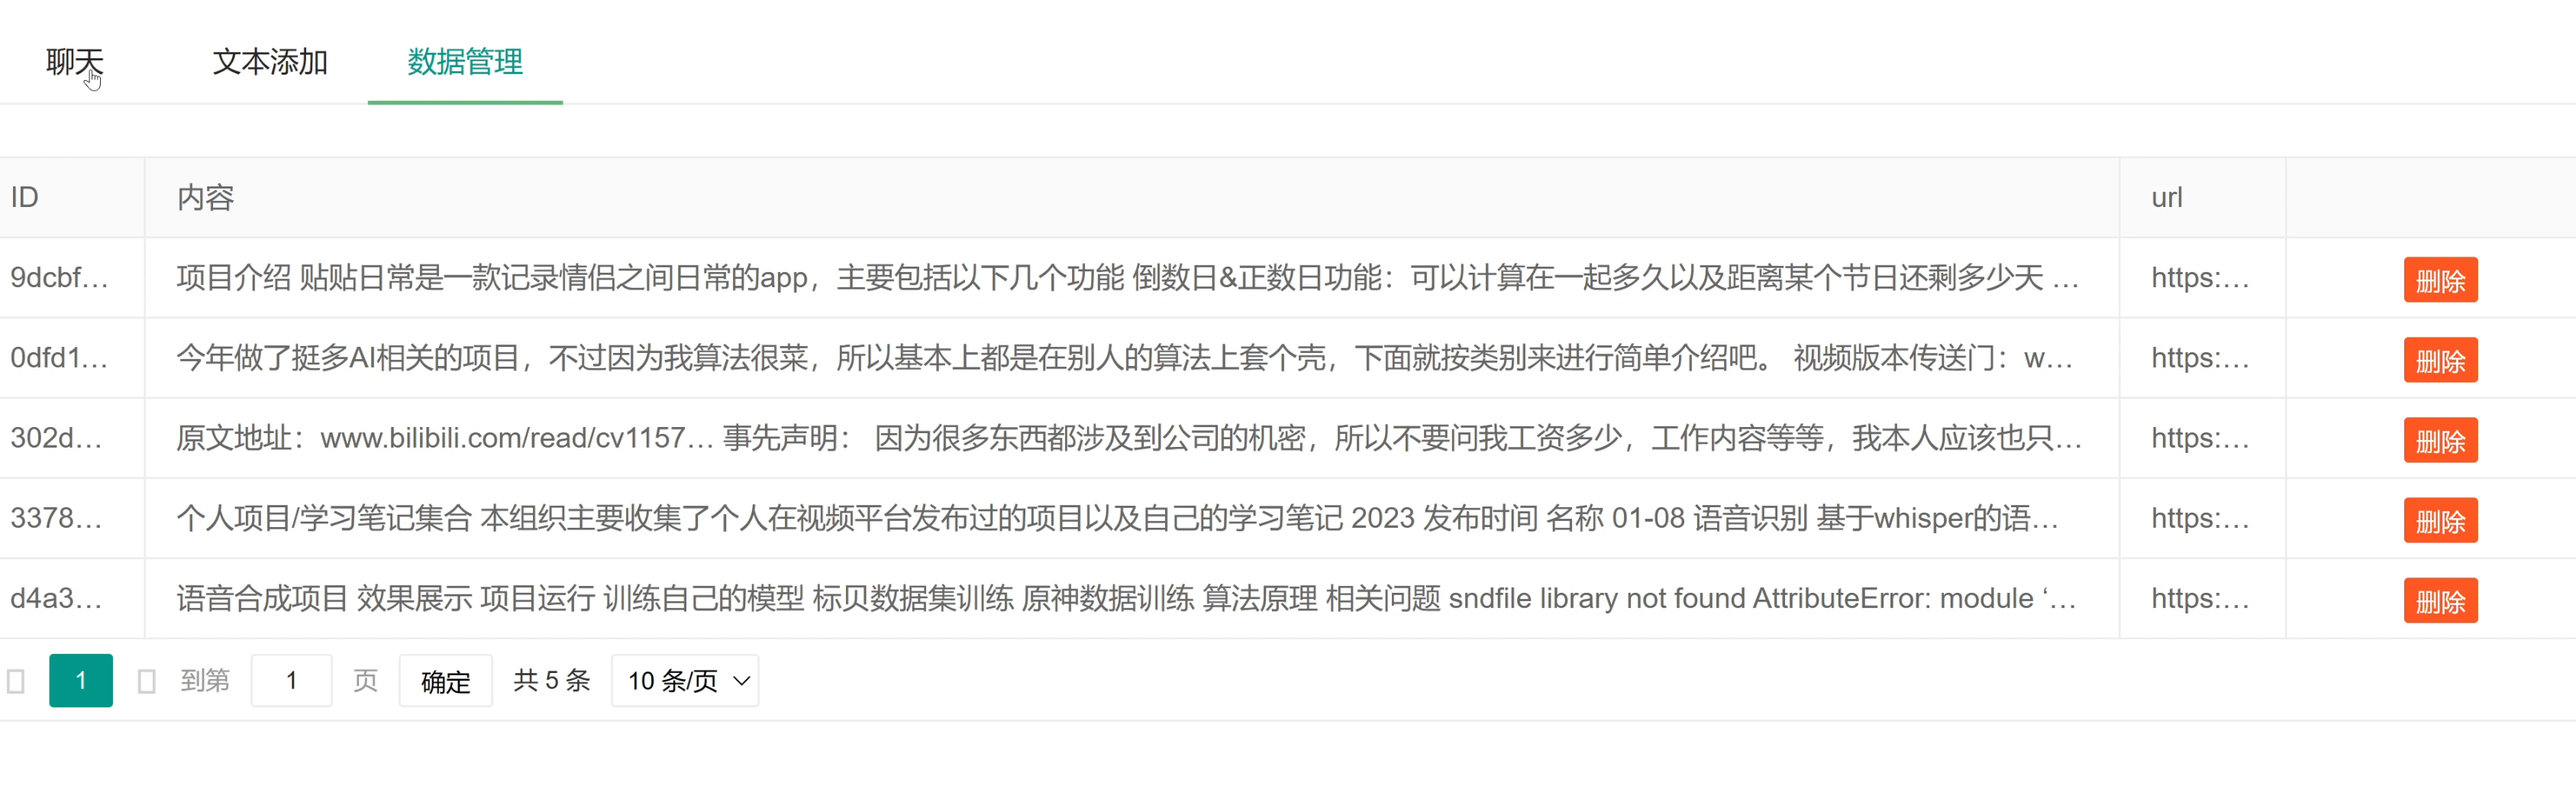 聊天 文本添加 数据管理
ID 内容 url
9dcbf... 项目介绍 贴贴日常是一款记录情侣之间日常的app，主要包括以下几个功能 倒数日&正数日功能：可以计算在一起多久以及距离某个节日还剩多少天 ... https:... 删除
0dfd1... 今年做了挺多AI相关的项目，不过因为我算法很菜，所以基本上都是在别人的算法上套个壳，下面就按类别来进行简单介绍吧。 视频版本传送门：w... https:... 删除
302d... 原文地址：www.bilibili.com/read/cv1157... 事先声明： 因为很多东西都涉及到公司的机密，所以不要问我工资多少，工作内容等等，我本人应该也只... https:... 删除
3378... 个人项目/学习笔记集合 本组织主要收集了个人在视频平台发布过的项目以及自己的学习笔记 2023 发布时间 名称 01-08 语音识别 基于whisper的语... https:... 删除
d4a3... 语音合成项目 效果展示 项目运行 训练自己的模型 标贝数据集训练 原神数据训练 算法原理 相关问题 sndfile library not found AttributeError: module ‘... https:... 删除
1 到第 1 页 确定 共 5 条 10 条/页